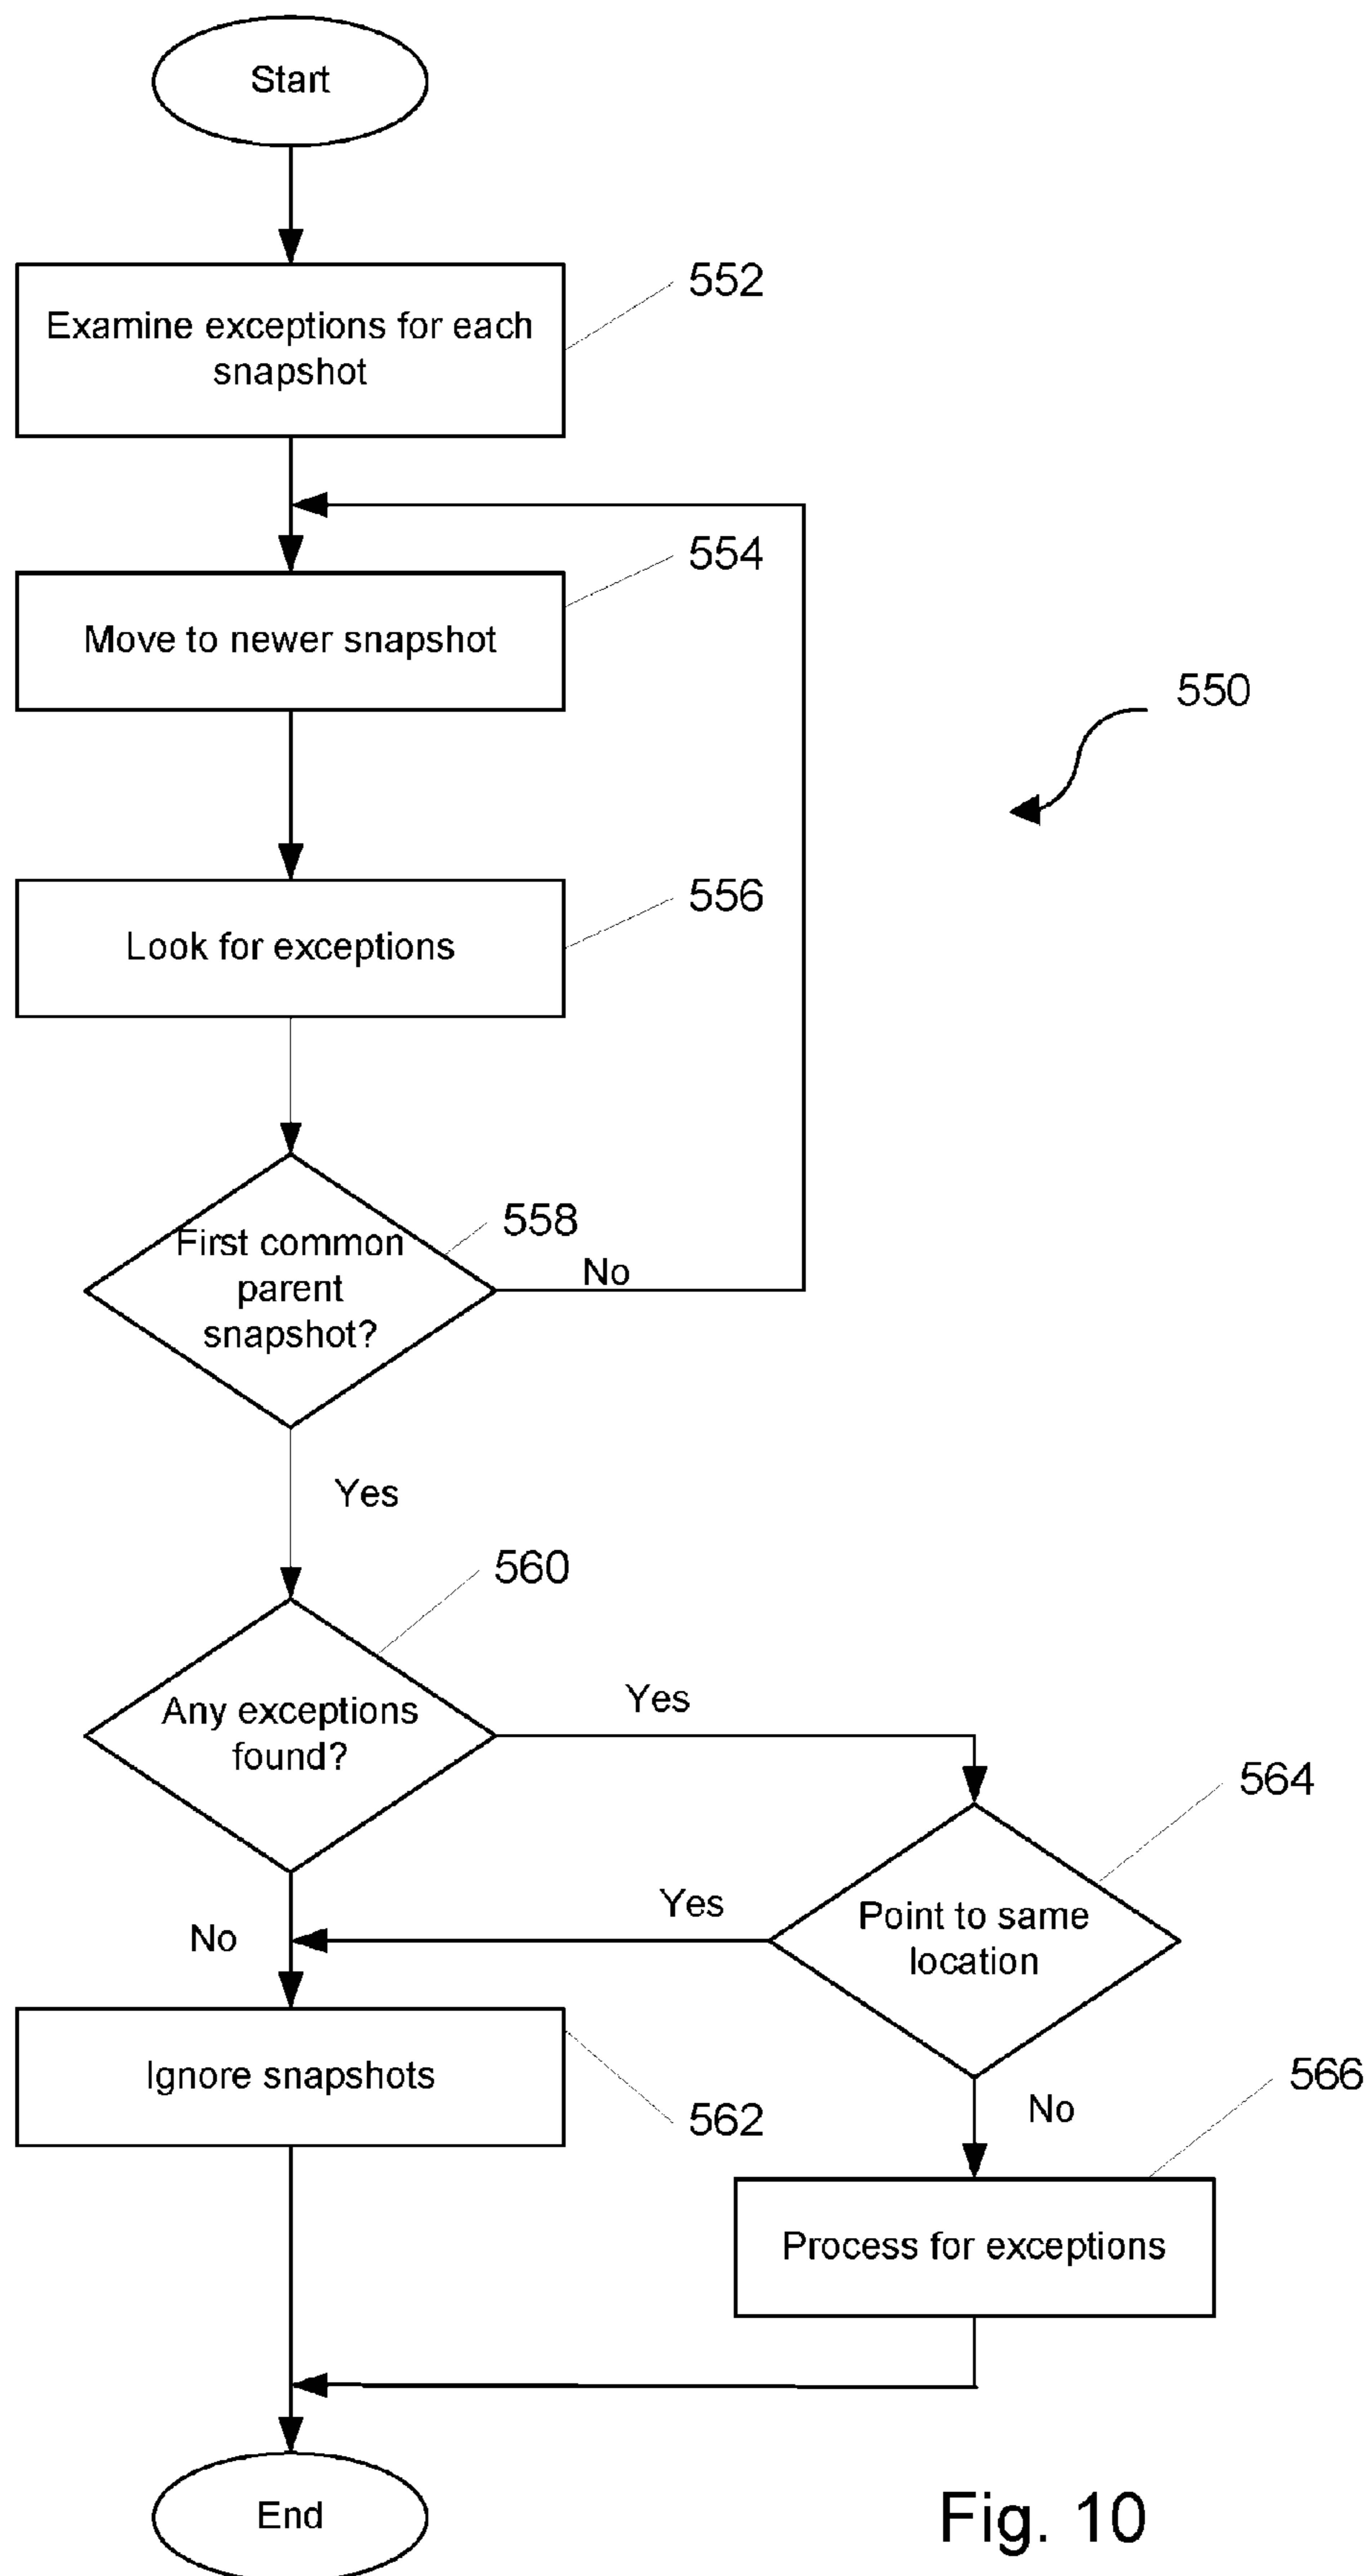 Start
Examine exceptions for each
snapshot
552
Move to newer snapshot
554
550
Look for exceptions
556
First common
parent
snapshot?
558
No
Yes
Any exceptions
found?
560
Yes
Point to same
location
564
Yes
No
Ignore snapshots
562
No
Process for exceptions
566
End
Fig. 10